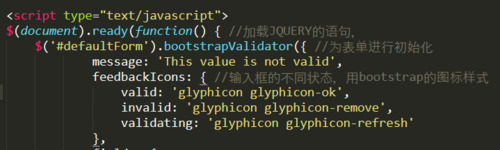 <script type="text/javascript">
$(document).ready(function() { //加载JQUERY的语句,
$('#defaultForm').bootstrapValidator({ //为表单进行初始化
message: 'This value is not valid',
feedbackIcons: { //输入框的不同状态, 用bootstrap的图标样式
valid: 'glyphicon glyphicon-ok',
invalid: 'glyphicon glyphicon-remove',
validating: 'glyphicon glyphicon-refresh'
},